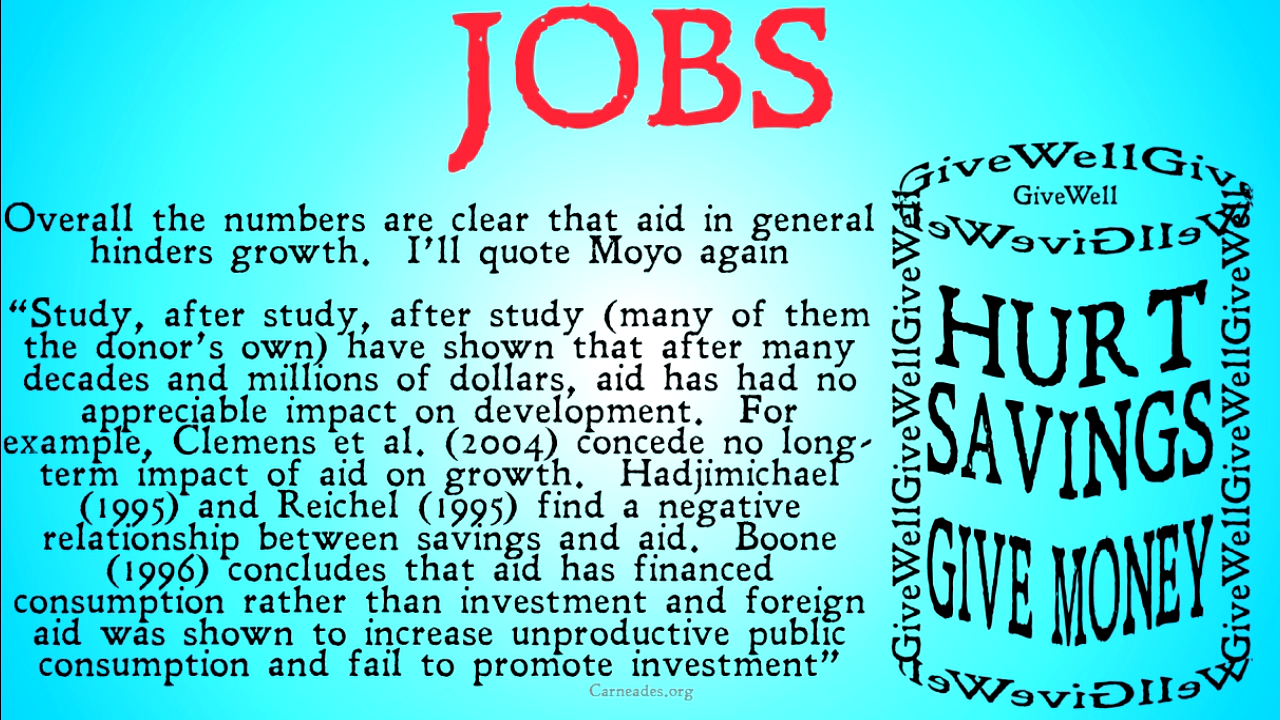 JOBS
Overall the numbers are clear that aid in general
hinders growth. I'll quote Moyo again
"Study, after study, after study (many of them
the donor's own) have shown that after many
decades and millions of dollars, aid has had no
appreciable impact on development. For
example, Clemens et al. (2004) concede no long-
term impact of aid on growth. Hadjimichael
(1995) and Reichel (1995) find a negative
relationship between savings and aid. Boone
(1996) concludes that aid has financed
consumption rather than investment and foreign
aid was shown to increase unproductive public
consumption and fail to promote investment"
Carneades.org
GiveWellGive
GiveWell
GiveWell
HURT
SAVINGS
GIVE MONEY
GiveWellGiveWellGiveWellGiveWell
GiveWellGiveWellGiveWellGiveWell
GiveWell